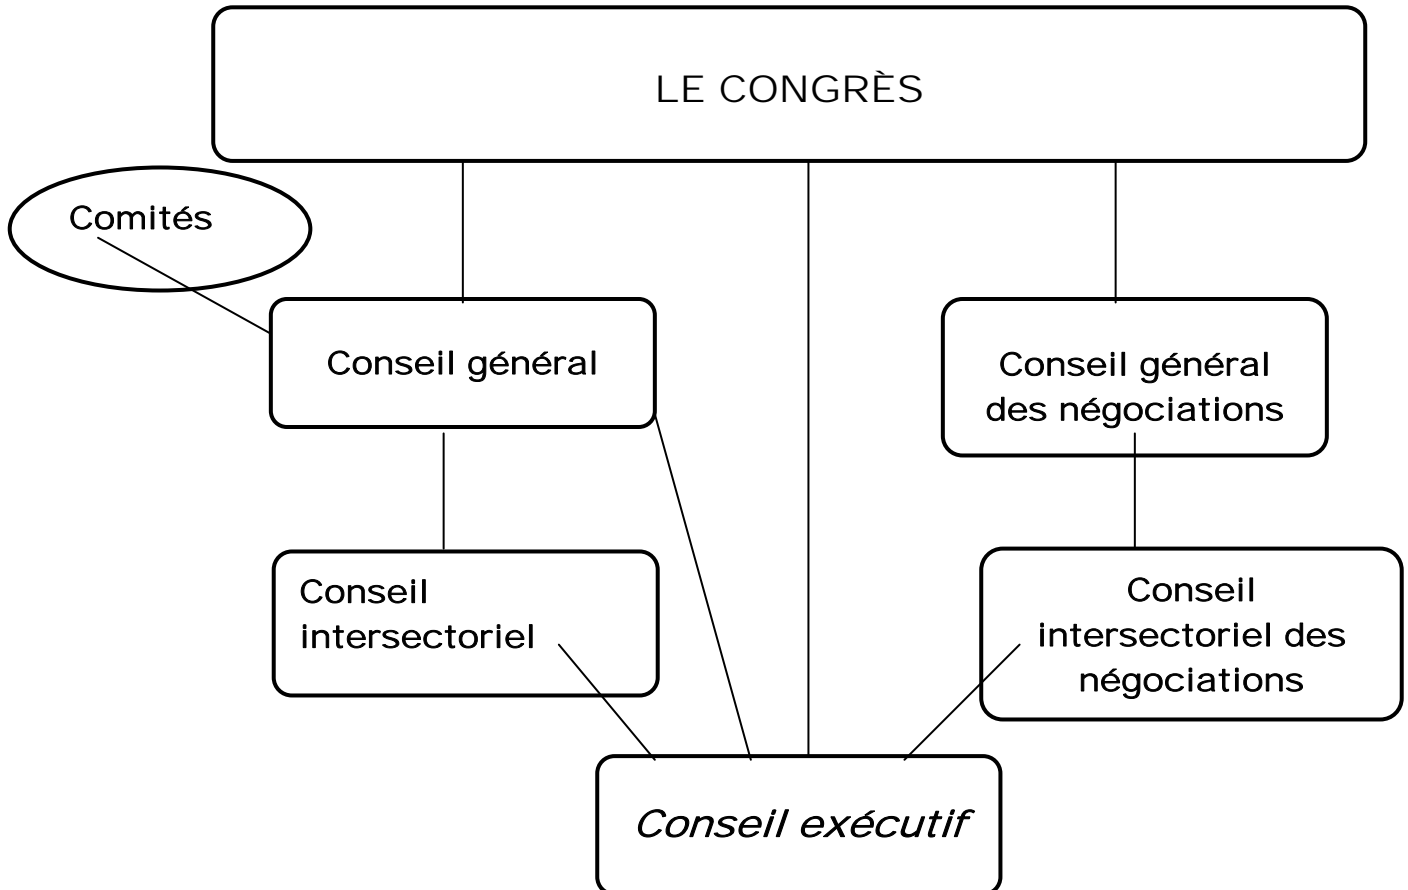 LE CONGRÈS
Comités
Conseil général
Conseil général
des négociations
Conseil
intersectoriel
Conseil
intersectoriel des
négociations
Conseil exécutif